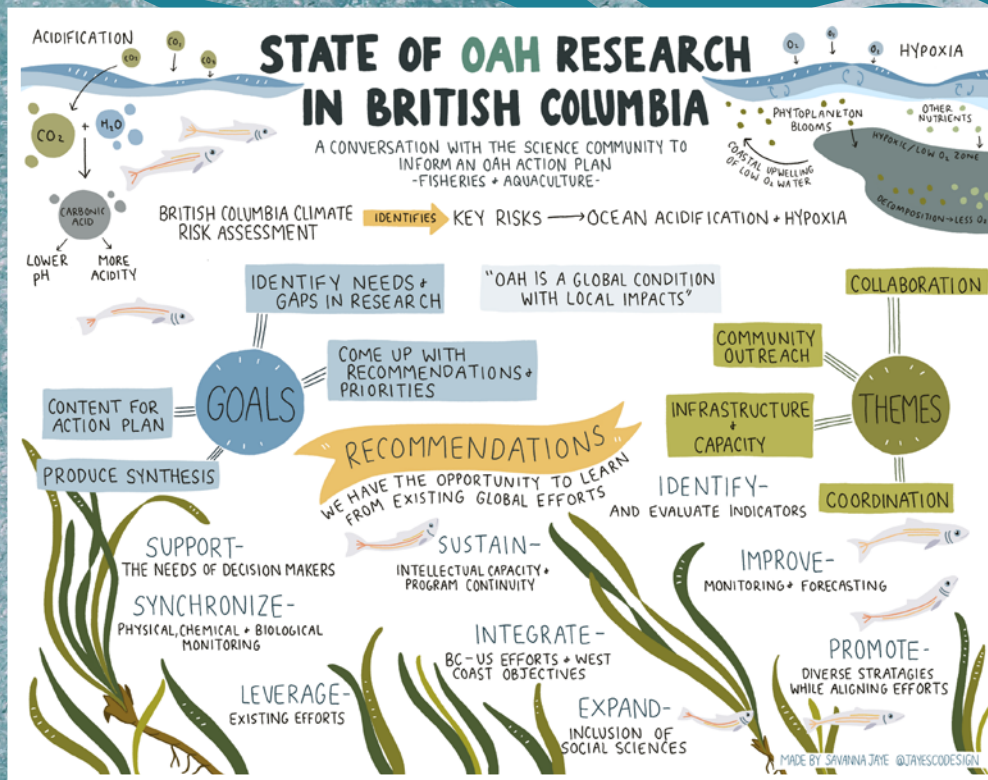 ACIDIFICATION
CO₂
CO₂
CO₂
CO₂
+
H₂O
CARBONIC
ACID
LOWER
pH
MORE
ACIDITY
STATE OF OAH RESEARCH
IN BRITISH COLUMBIA
A CONVERSATION WITH THE SCIENCE COMMUNITY TO
INFORM AN OAH ACTION PLAN
-FISHERIES + AQUACULTURE-
O₂
O₂
O₂
HYPOXIA
PHYTOPLANKTON
BLOOMS
OTHER
NUTRIENTS
HYPOXIC/LOW O₂ ZONE
COASTAL UPWELLING
OF LOW O₂ WATER
DECOMPOSITION→LESS O₂
BRITISH COLUMBIA CLIMATE
RISK ASSESSMENT
IDENTIFIES
KEY RISKS → OCEAN ACIDIFICATION + HYPOXIA
IDENTIFY NEEDS +
GAPS IN RESEARCH
"OAH IS A GLOBAL CONDITION
WITH LOCAL IMPACTS"
COLLABORATION
GOALS
COME UP WITH
RECOMMENDATIONS +
PRIORITIES
CONTENT FOR
ACTION PLAN
PRODUCE SYNTHESIS
COMMUNITY
OUTREACH
THEMES
INFRASTRUCTURE
+
CAPACITY
COORDINATION
RECOMMENDATIONS
WE HAVE THE OPPORTUNITY TO LEARN
FROM EXISTING GLOBAL EFFORTS
IDENTIFY-
AND EVALUATE INDICATORS
SUPPORT-
THE NEEDS OF DECISION MAKERS
SUSTAIN-
INTELLECTUAL CAPACITY +
PROGRAM CONTINUITY
IMPROVE-
MONITORING + FORECASTING
SYNCHRONIZE-
PHYSICAL, CHEMICAL + BIOLOGICAL
MONITORING
INTEGRATE-
BC-US EFFORTS + WEST
COAST OBJECTIVES
PROMOTE-
DIVERSE STRATAGIES
WHILE ALIGNING EFFORTS
LEVERAGE-
EXISTING EFFORTS
EXPAND-
INCLUSION OF
SOCIAL SCIENCES
MADE BY SAVANNA JAYE @JAYESCODESIGN